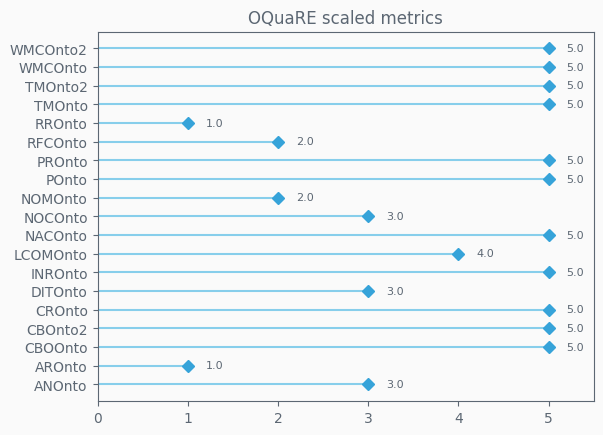 OQuaRE scaled metrics
WMCOnto2 5.0
WMCOnto 5.0
TMOnto2 5.0
TMOnto 5.0
RROnto 1.0
RFCOnto 2.0
PROnto 5.0
POnto 5.0
NOMOnto 2.0
NOCOnto 3.0
NACOnto 5.0
LCOMOnto 4.0
INROnto 5.0
DITOnto 3.0
CROnto 5.0
CBOnto2 5.0
CBOOnto 5.0
AROnto 1.0
ANOnto 3.0
0 1 2 3 4 5